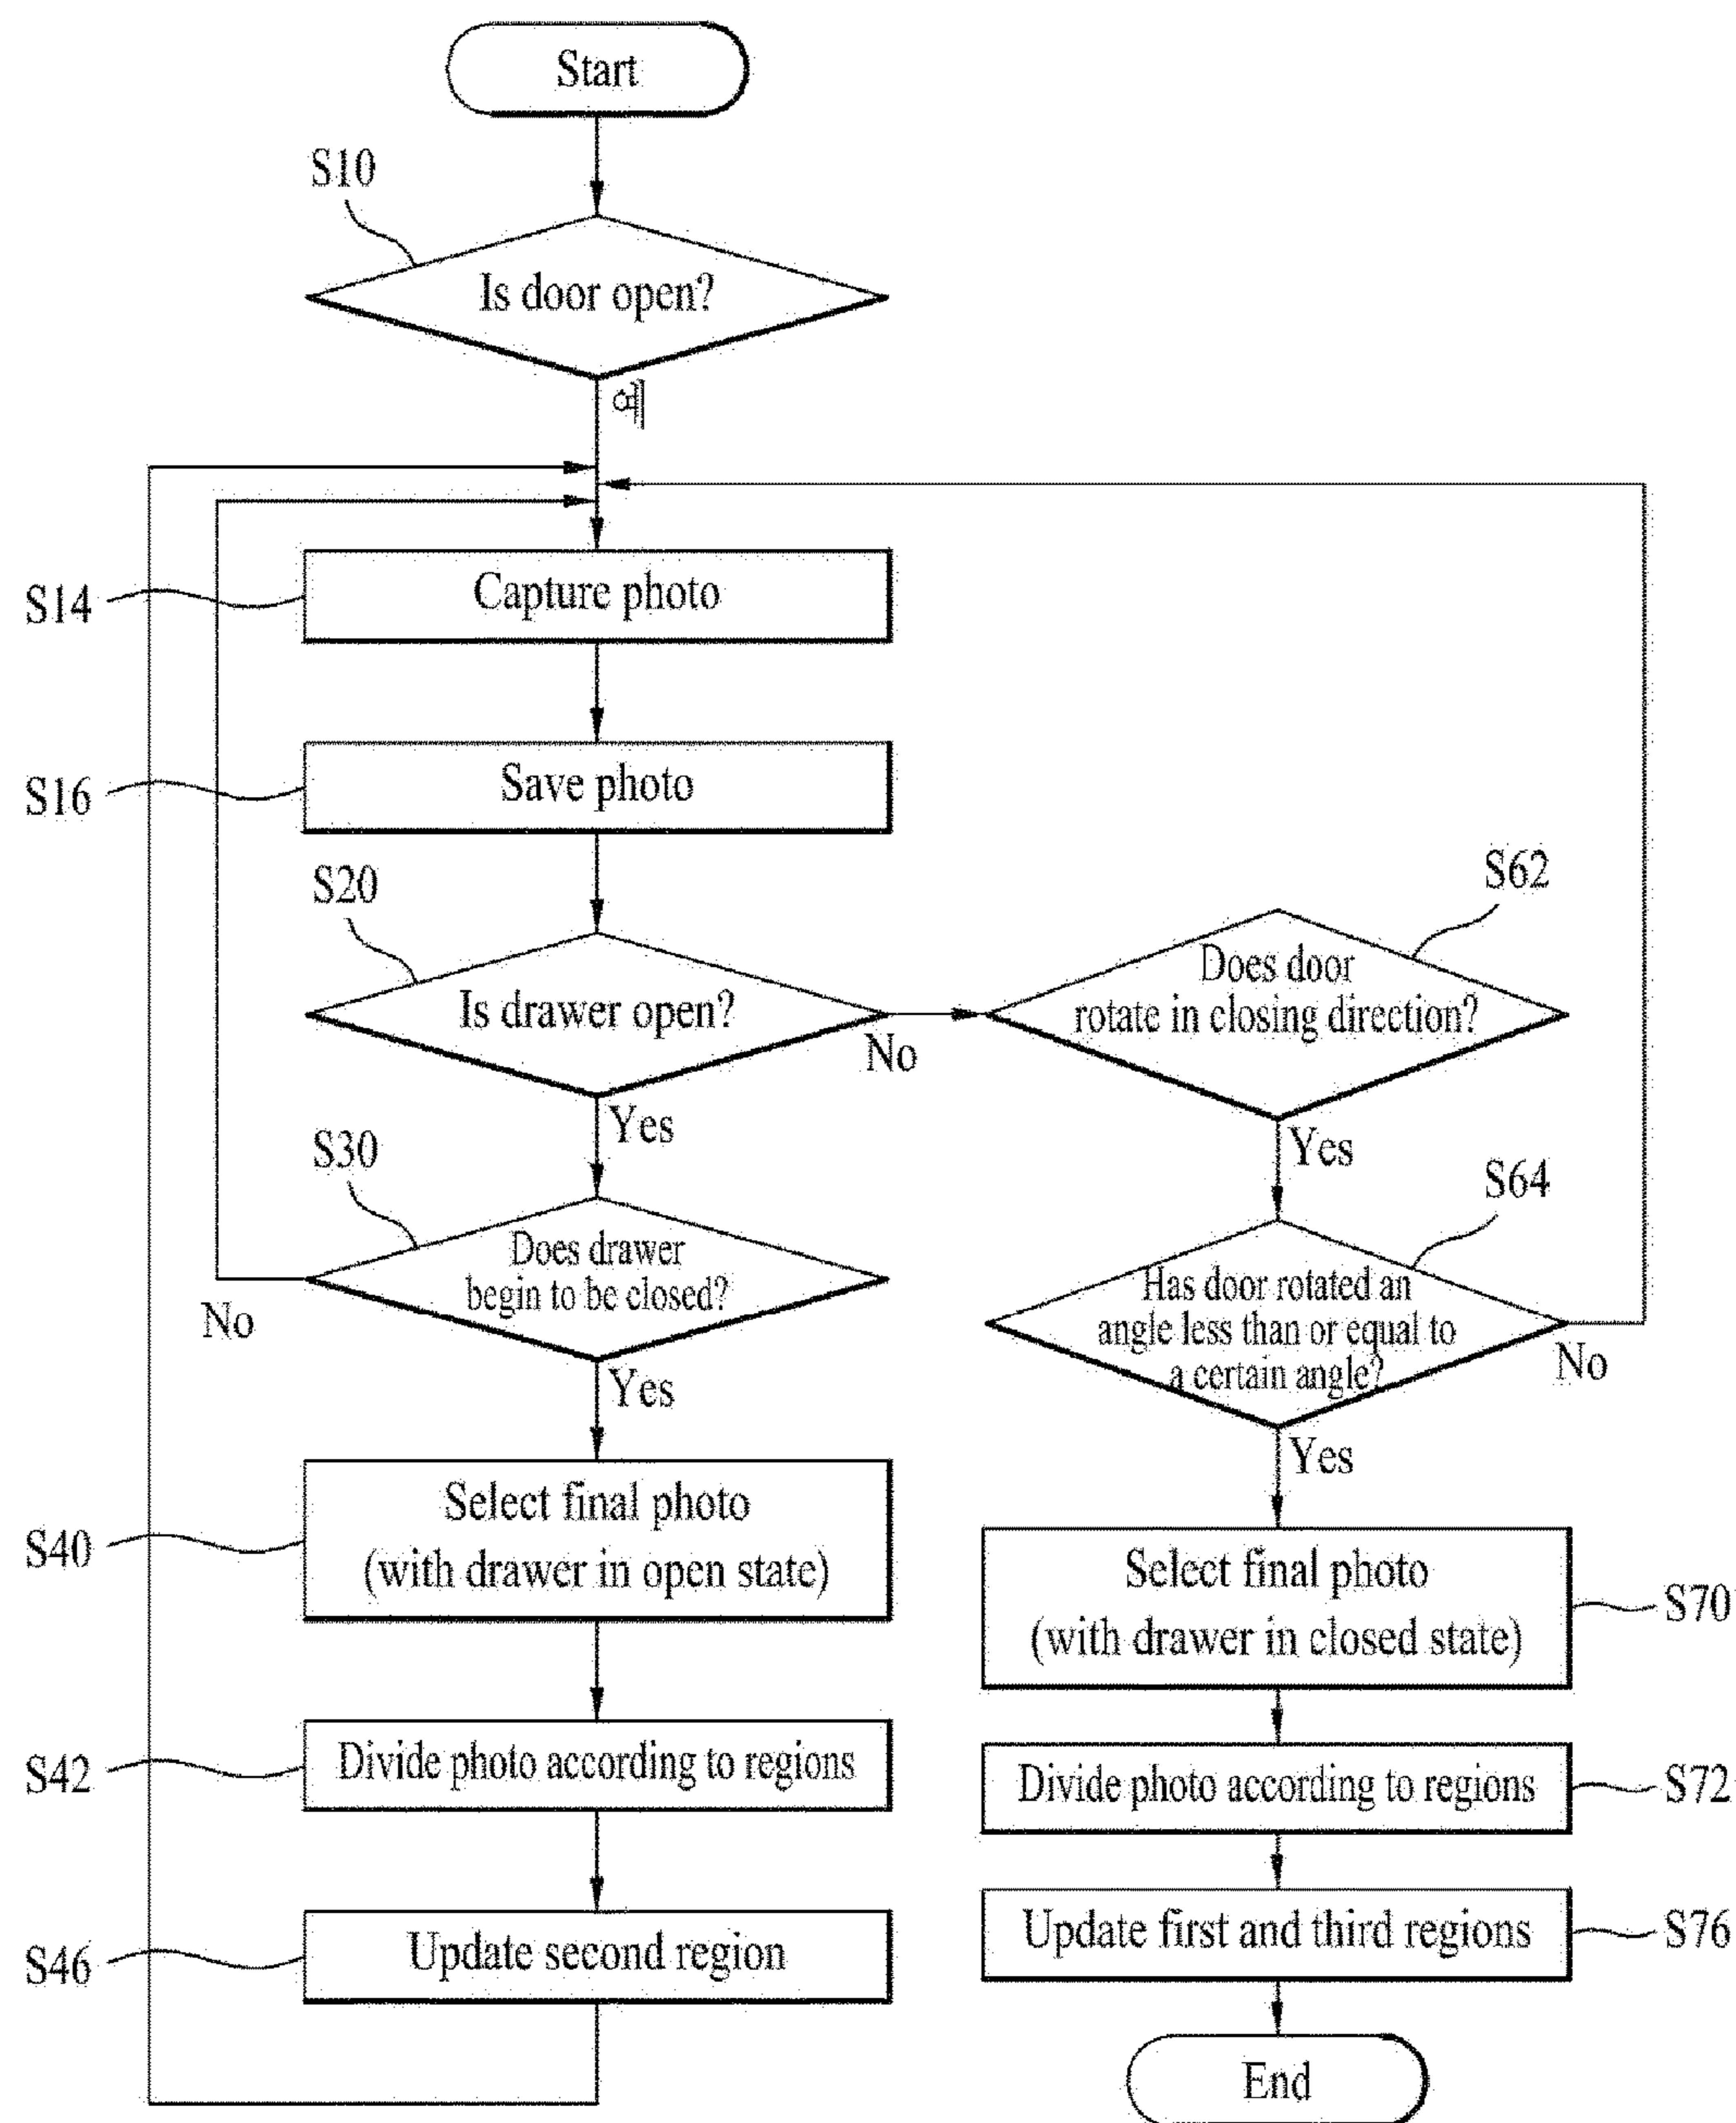 Start
S10
Is door open?
예
S14
Capture photo
S16
Save photo
S20
Is drawer open?
No
S62
Does door
rotate in closing direction?
Yes
Yes
S30
Does drawer
begin to be closed?
No
Yes
S64
Has door rotated an
angle less than or equal to
a certain angle?
No
Yes
S40
Select final photo
(with drawer in open state)
S70
Select final photo
(with drawer in closed state)
S42
Divide photo according to regions
S72
Divide photo according to regions
S46
Update second region
S76
Update first and third regions
End